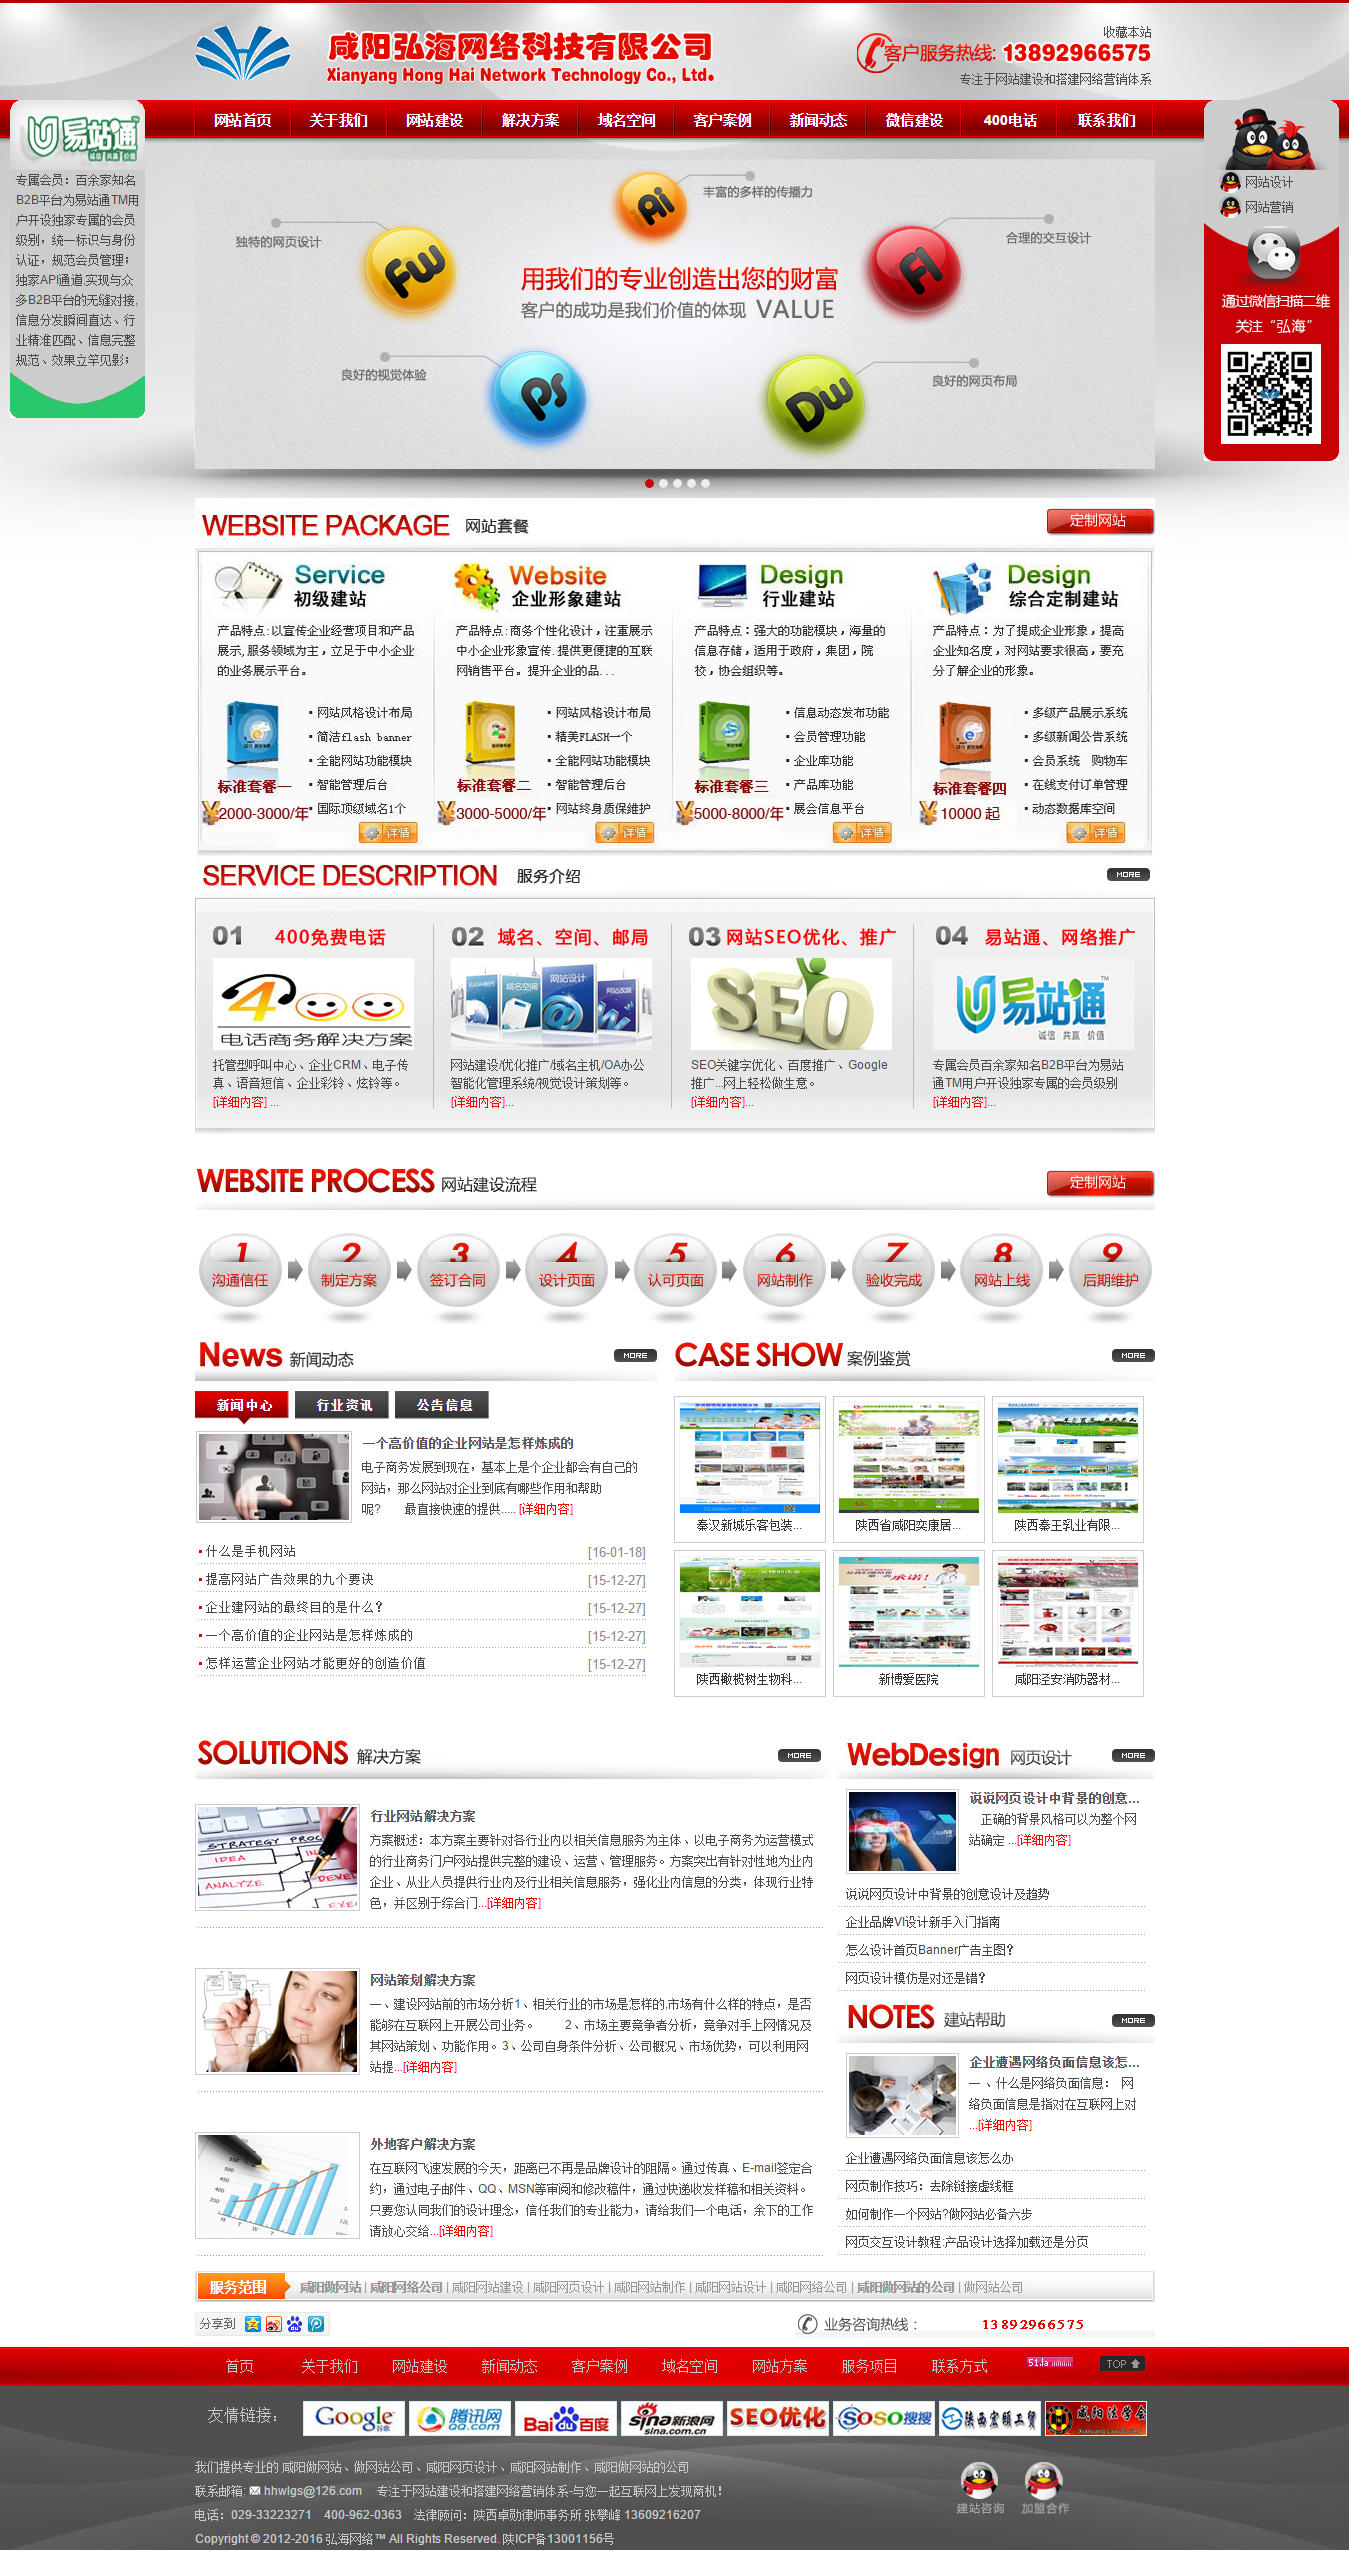 收藏本站
咸阳弘海网络科技有限公司
Xianyang Hong Hai Network Technology Co., Ltd.
客户服务热线: 13892966575
专注于网站建设和搭建网络营销体系
网站首页 关于我们 网站建设 解决方案 域名空间 客户案例 新闻动态 微信建设 400电话 联系我们
易站通
诚信 共赢 价值
专属会员：百余家知名
B2B平台为易站通TM用
户开设独家专属的会员
级别，统一标识与身份
认证，规范会员管理；
独家API通道,实现与众
多B2B平台的无缝对接,
信息分发瞬间直达、行
业精准匹配、信息完整
规范、效果立竿见影；
网站设计
网站营销
通过微信扫描二维
关注“弘海”
Ai
丰富的多样的传播力
独特的网页设计
Fw
合理的交互设计
Fl
用我们的专业创造出您的财富
客户的成功是我们价值的体现 VALUE
良好的视觉体验
Ps
良好的网页布局
Dw
WEBSITE PACKAGE 网站套餐
定制网站
Service
初级建站
产品特点:以宣传企业经营项目和产品
展示,服务领域为主，立足于中小企业
的业务展示平台。
网站风格设计布局
简洁flash banner
全能网站功能模块
智能管理后台
国际顶级域名1个
标准套餐一
2000-3000/年
详情
Website
企业形象建站
产品特点:商务个性化设计，注重展示
中小企业形象宣传.提供更便捷的互联
网销售平台。提升企业的品...
网站风格设计布局
精美FLASH一个
全能网站功能模块
智能管理后台
网站终身质保维护
标准套餐二
3000-5000/年
详情
Design
行业建站
产品特点：强大的功能模块，海量的
信息存储，适用于政府，集团，院
校，协会组织等。
信息动态发布功能
会员管理功能
企业库功能
产品库功能
展会信息平台
标准套餐三
5000-8000/年
详情
Design
综合定制建站
产品特点：为了提成企业形象，提高
企业知名度，对网站要求很高，要充
分了解企业的形象。
多级产品展示系统
多级新闻公告系统
会员系统 购物车
在线支付订单管理
动态数据库空间
标准套餐四
10000 起
详情
SERVICE DESCRIPTION 服务介绍
MORE
01 400免费电话
电话商务解决方案
托管型呼叫中心、企业CRM、电子传
真、语音短信、企业彩铃、炫铃等。
[详细内容] ...
02 域名、空间、邮局
域名空间
网站设计
网站建设/优化推广/域名主机/OA办公
智能化管理系统/视觉设计策划等。
[详细内容]...
03 网站SEO优化、推广
SEO
SEO关键字优化、百度推广、Google
推广...网上轻松做生意。
[详细内容]...
04 易站通、网络推广
易站通
TM
诚信 共赢 价值
专属会员百余家知名B2B平台为易站
通TM用户开设独家专属的会员级别
[详细内容]...
WEBSITE PROCESS 网站建设流程
定制网站
1 2 3 4 5 6 7 8 9
沟通信任 制定方案 签订合同 设计页面 认可页面 网站制作 验收完成 网站上线 后期维护
News 新闻动态
MORE
新闻中心 行业资讯 公告信息
一个高价值的企业网站是怎样炼成的
电子商务发展到现在，基本上是个企业都会有自己的
网站，那么网站对企业到底有哪些作用和帮助
呢? 最直接快速的提供..... [详细内容]
什么是手机网站 [16-01-18]
提高网站广告效果的九个要诀 [15-12-27]
企业建网站的最终目的是什么？ [15-12-27]
一个高价值的企业网站是怎样炼成的 [15-12-27]
怎样运营企业网站才能更好的创造价值 [15-12-27]
CASE SHOW 案例鉴赏
MORE
秦汉新城乐客包装...
陕西省咸阳奕康居...
陕西秦王乳业有限...
陕西橄榄树生物科...
新博爱医院
咸阳泾安消防器材...
SOLUTIONS 解决方案
MORE
STRATEGY
IDEA
ANALYZE
行业网站解决方案
方案概述：本方案主要针对各行业内以相关信息服务为主体、以电子商务为运营模式
的行业商务门户网站提供完整的建设、运营、管理服务。方案突出有针对性地为业内
企业、从业人员提供行业内及行业相关信息服务，强化业内信息的分类，体现行业特
色，并区别于综合门...[详细内容]
网站策划解决方案
一、建设网站前的市场分析1、相关行业的市场是怎样的,市场有什么样的特点，是否
能够在互联网上开展公司业务。 2、市场主要竞争者分析，竞争对手上网情况及
其网站策划、功能作用。3、公司自身条件分析、公司概况、市场优势，可以利用网
站提...[详细内容]
外地客户解决方案
在互联网飞速发展的今天，距离已不再是品牌设计的阻隔。通过传真、E-mail签定合
约，通过电子邮件、QQ、MSN等审阅和修改稿件，通过快递收发样稿和相关资料。
只要您认同我们的设计理念，信任我们的专业能力，请给我们一个电话，余下的工作
请放心交给...[详细内容]
WebDesign 网页设计
MORE
说说网页设计中背景的创意...
正确的背景风格可以为整个网
站确定 ...[详细内容]
说说网页设计中背景的创意设计及趋势
企业品牌VI设计新手入门指南
怎么设计首页Banner广告主图？
网页设计模仿是对还是错？
NOTES 建站帮助
MORE
企业遭遇网络负面信息该怎...
一 、什么是网络负面信息： 网
络负面信息是指对在互联网上对
...[详细内容]
企业遭遇网络负面信息该怎么办
网页制作技巧：去除链接虚线框
如何制作一个网站?做网站必备六步
网页交互设计教程:产品设计选择加载还是分页
服务范围 咸阳做网站 | 咸阳网络公司 | 咸阳网站建设 | 咸阳网页设计 | 咸阳网站制作 | 咸阳网站设计 | 咸阳网络公司 | 咸阳做网站的公司 | 做网站公司
分享到
业务咨询热线： 13892966575
首页 关于我们 网站建设 新闻动态 客户案例 域名空间 网站方案 服务项目 联系方式
51.la
TOP
友情链接：
Google 谷歌
腾讯网 QQ.com
Bai百度
sina新浪网 sina.com.cn
SEO优化
SOSO搜搜
咸阳法学会
Xianyang Law Society
我们提供专业的 咸阳做网站、做网站公司、咸阳网页设计、咸阳网站制作、咸阳做网站的公司
联系邮箱: hhwlgs@126.com 专注于网站建设和搭建网络营销体系-与您一起互联网上发现商机！
电话：029-33223271 400-962-0363 法律顾问：陕西卓勋律师事务所 张攀峰 13609216207
Copyright © 2012-2016 弘海网络™ All Rights Reserved. 陕ICP备13001156号
建站咨询 加盟合作